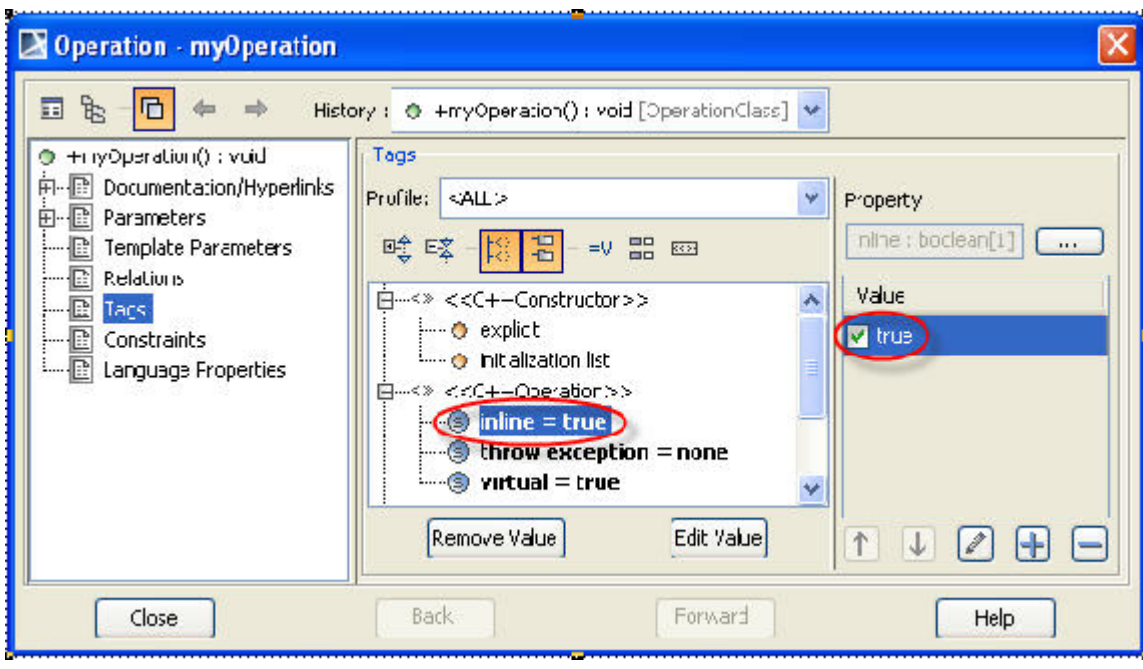 Operation - myOperation
History : +myOperation() : void [OperationClass]
+myOperation() : void
Documentation/Hyperlinks
Parameters
Template Parameters
Relations
Tags
Constraints
Language Properties
Tags
Profile: <ALL>
=V
<<C++Constructor>>
explict
initialization list
<<C++Operation>>
inline = true
throw exception = none
virtual = true
Remove Value
Edit Value
Property
inline : boolean[1]
...
Value
true
Close
Back
Forward
Help